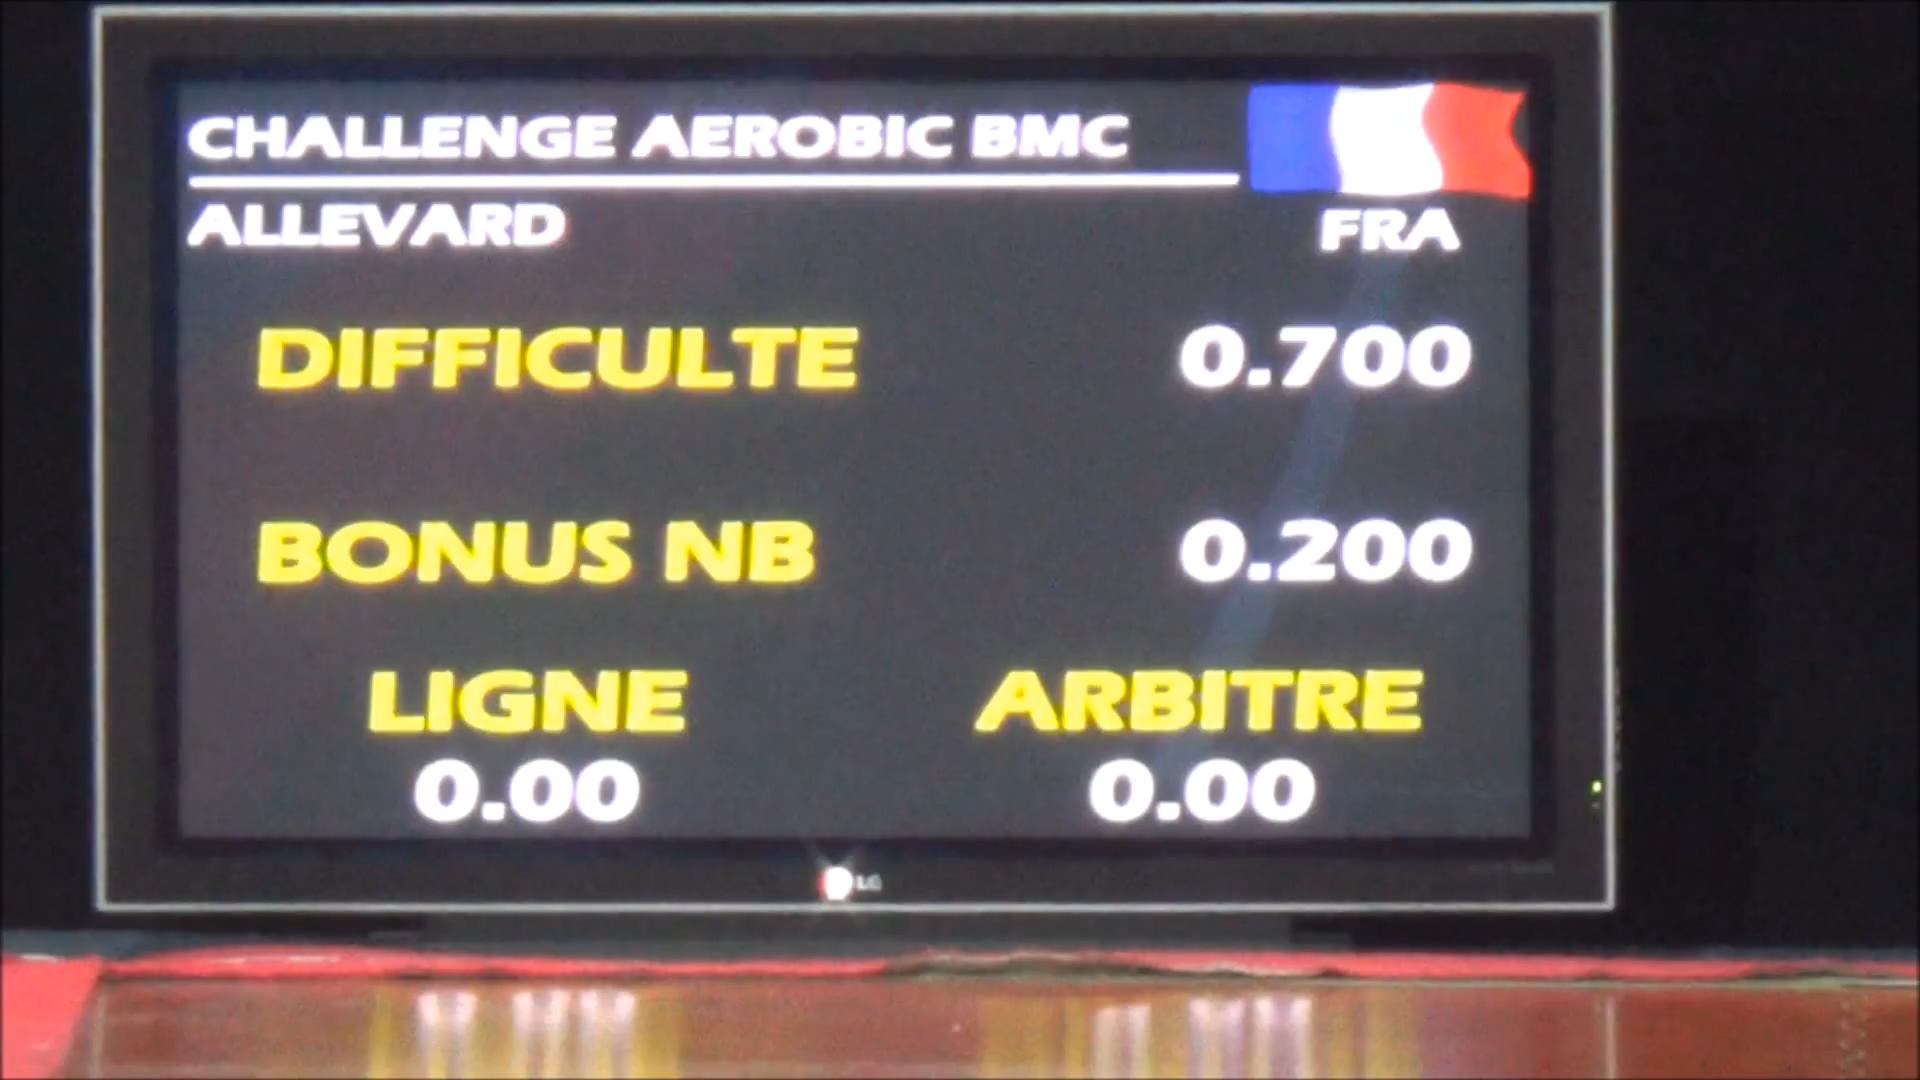 CHALLENGE AEROBIC BMC
ALLEVARD FRA
DIFFICULTE 0.700
BONUS NB 0.200
LIGNE ARBITRE
0.00 0.00
LG